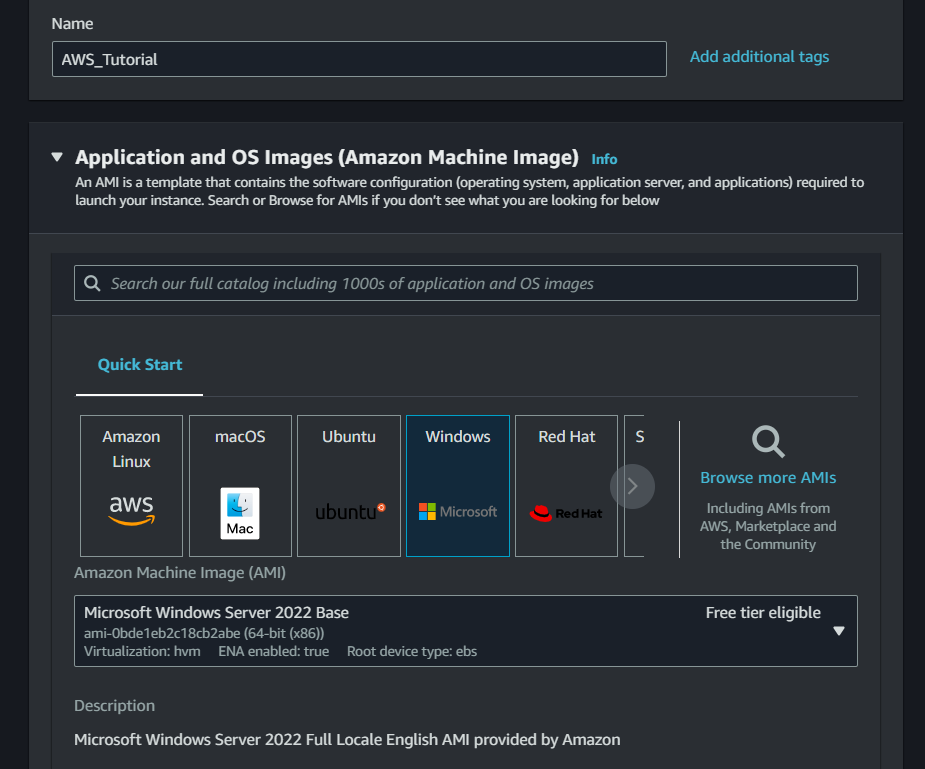 Name
AWS_Tutorial
Add additional tags
Application and OS Images (Amazon Machine Image) Info
An AMI is a template that contains the software configuration (operating system, application server, and applications) required to
launch your instance. Search or Browse for AMIs if you don't see what you are looking for below
Search our full catalog including 1000s of application and OS images
Quick Start
Amazon
Linux
aws
macOS
Mac
Ubuntu
ubuntu
Windows
Microsoft
Red Hat
Red Hat
S
Browse more AMIs
Including AMIs from
AWS, Marketplace and
the Community
Amazon Machine Image (AMI)
Microsoft Windows Server 2022 Base
Free tier eligible
ami-0bde1eb2c18cb2abe (64-bit (x86))
Virtualization: hvm ENA enabled: true Root device type: ebs
Description
Microsoft Windows Server 2022 Full Locale English AMI provided by Amazon